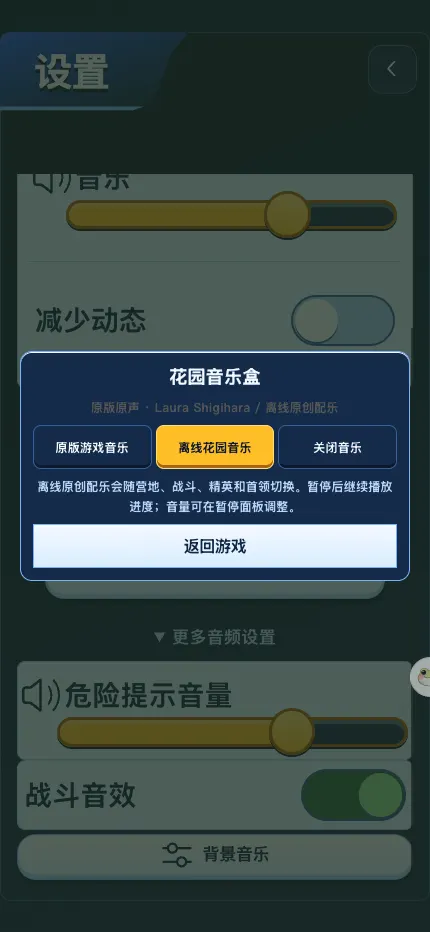 设置
音乐
减少动态
花园音乐盒
原版原声 · Laura Shigihara / 离线原创配乐
原版游戏音乐
离线花园音乐
关闭音乐
离线原创配乐会随营地、战斗、精英和首领切换。暂停后继续播放
进度；音量可在暂停面板调整。
返回游戏
▼ 更多音频设置
危险提示音量
战斗音效
背景音乐